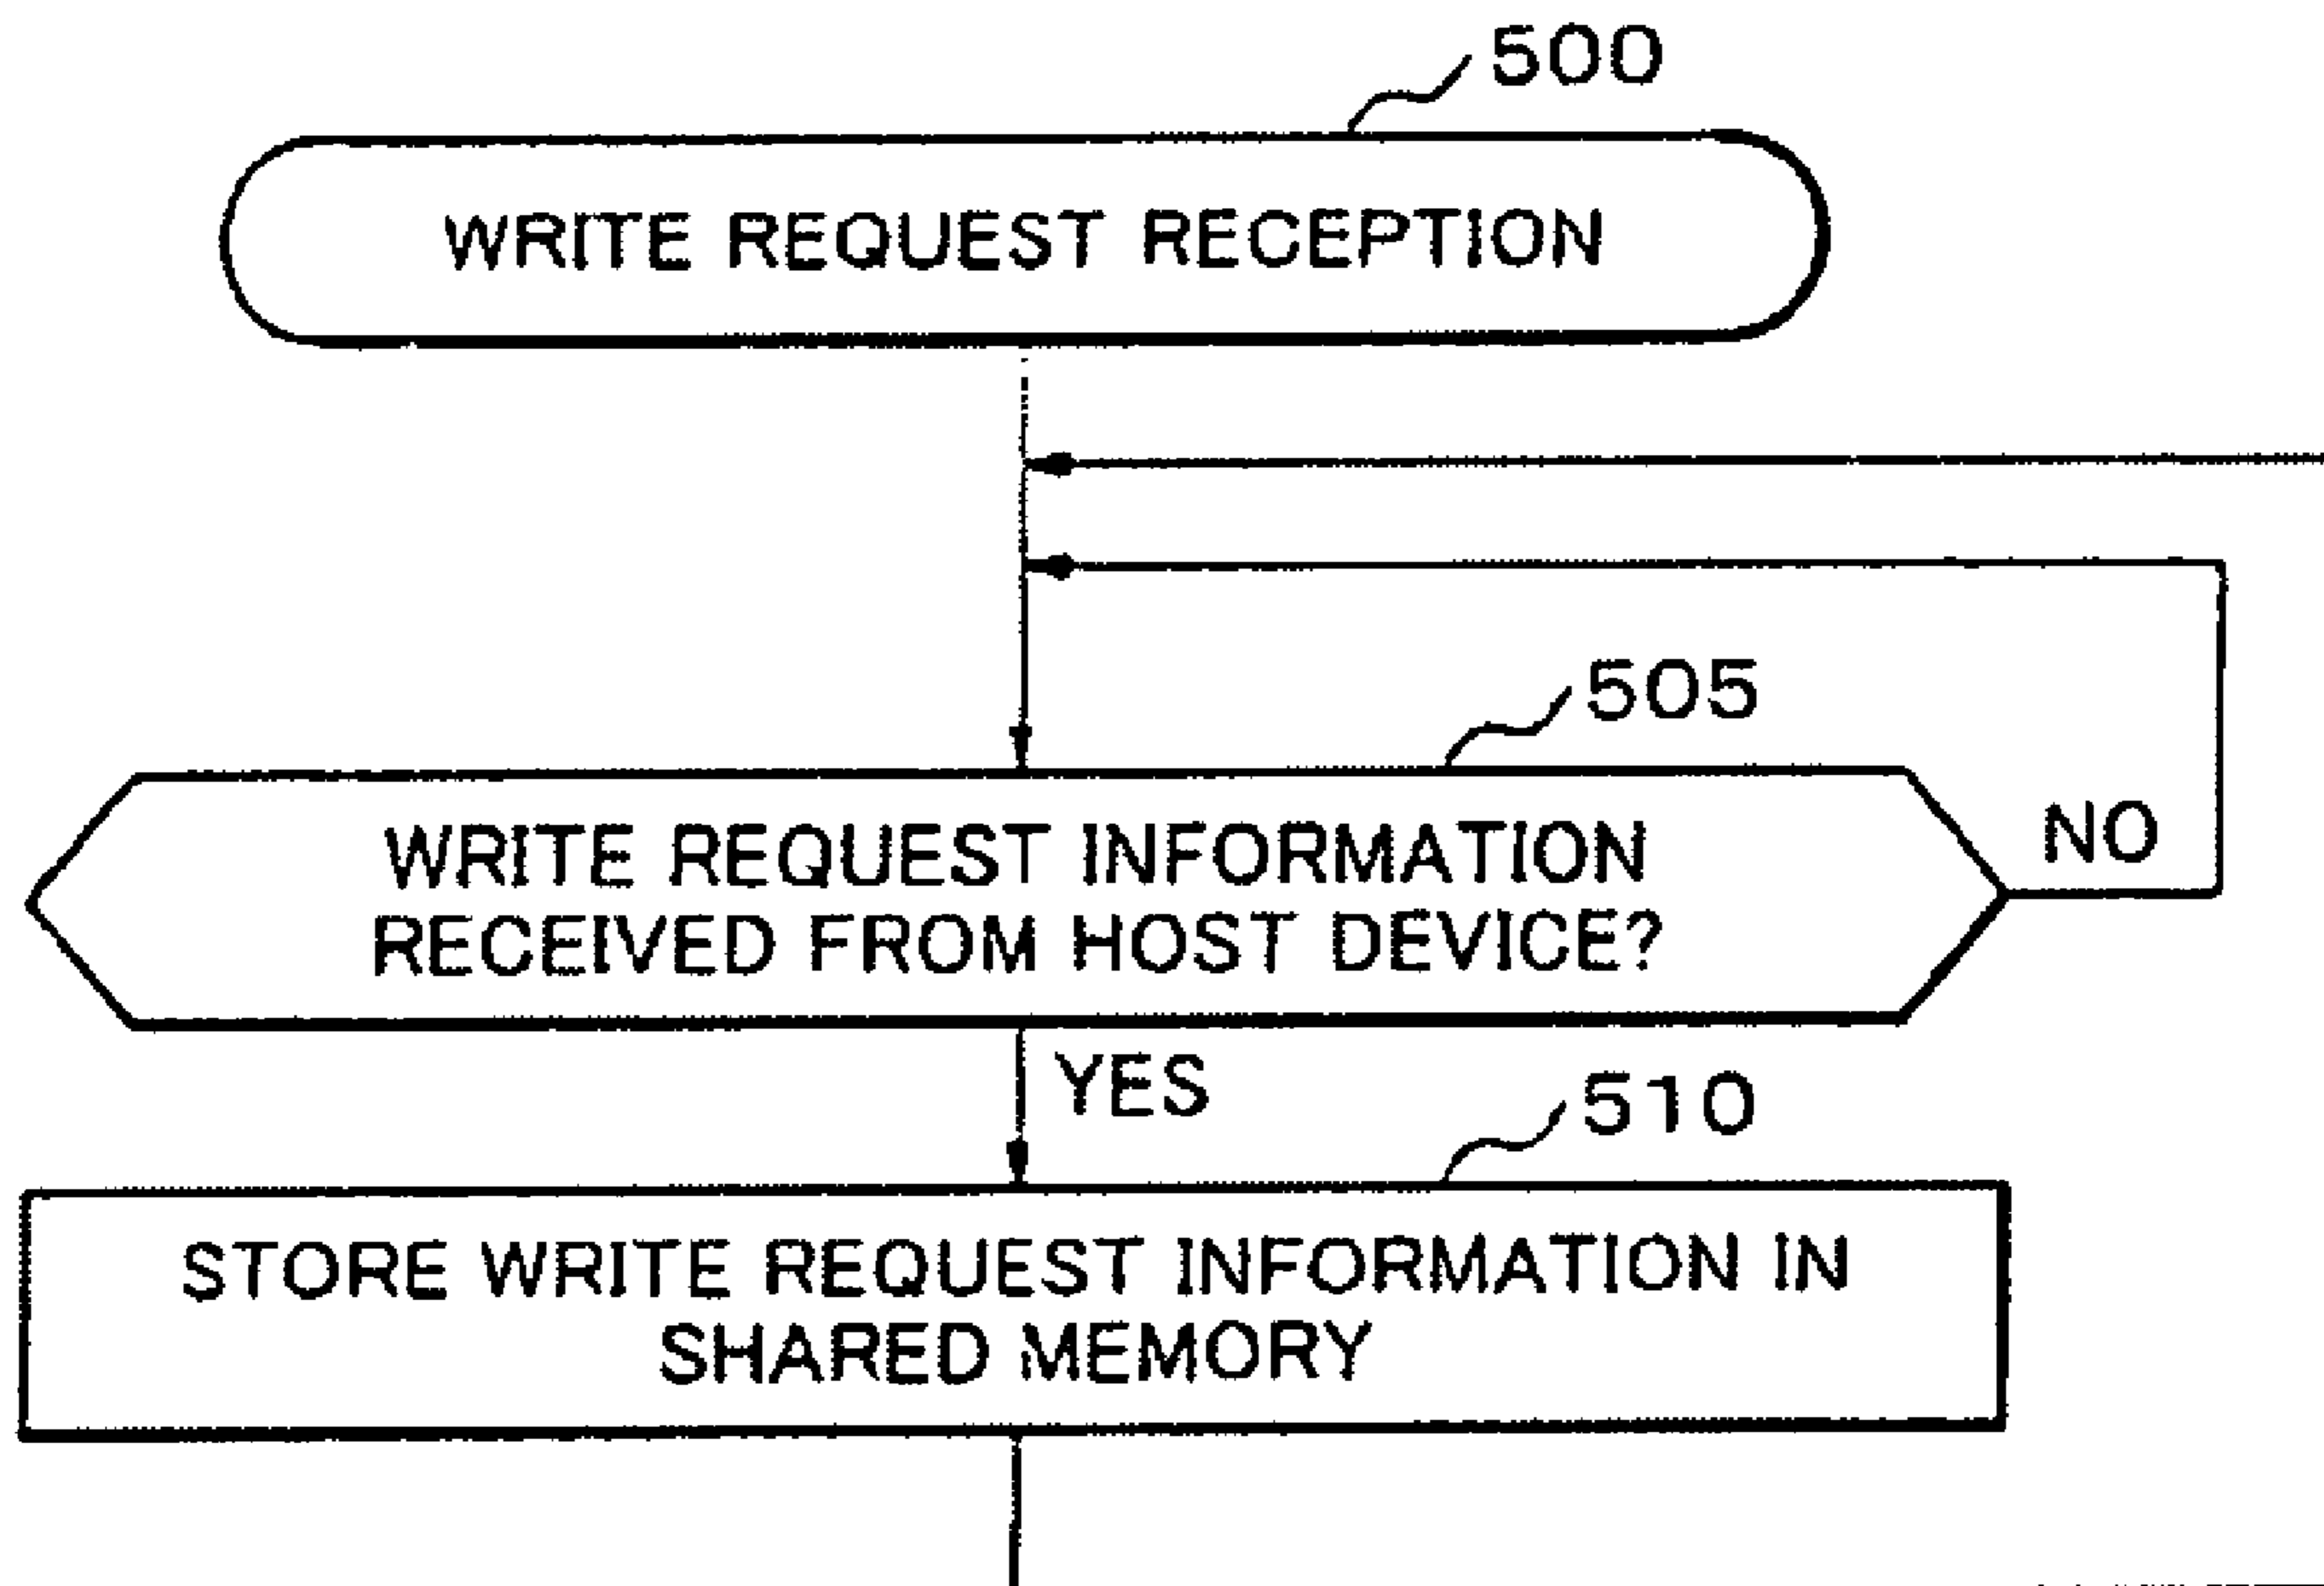 500
WRITE REQUEST RECEPTION
505
WRITE REQUEST INFORMATION
RECEIVED FROM HOST DEVICE?
NO
YES
510
STORE WRITE REQUEST INFORMATION IN
SHARED MEMORY